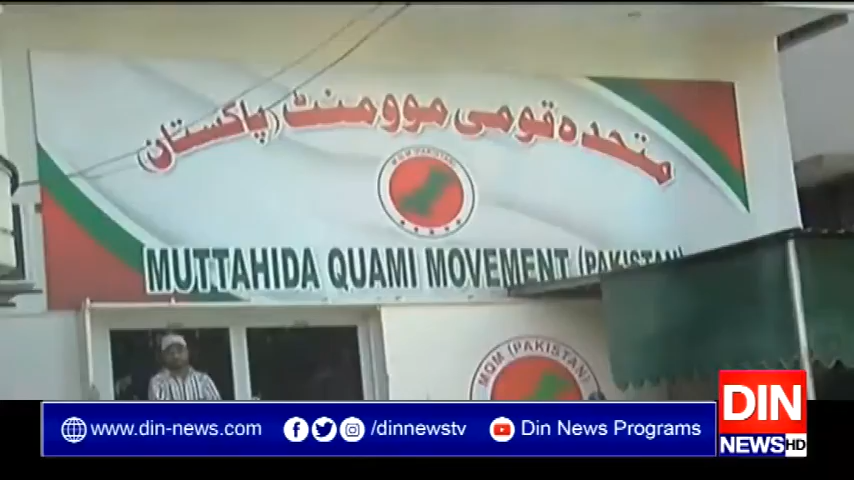 متحدہ قومی موومنٹ (پاکستان)
MQM (PAKISTAN)
MUTTAHIDA QUAMI MOVEMENT (PAKISTAN)
MQM (PAKISTAN)
DIN
NEWS HD
www.din-news.com
/dinnewstv
Din News Programs